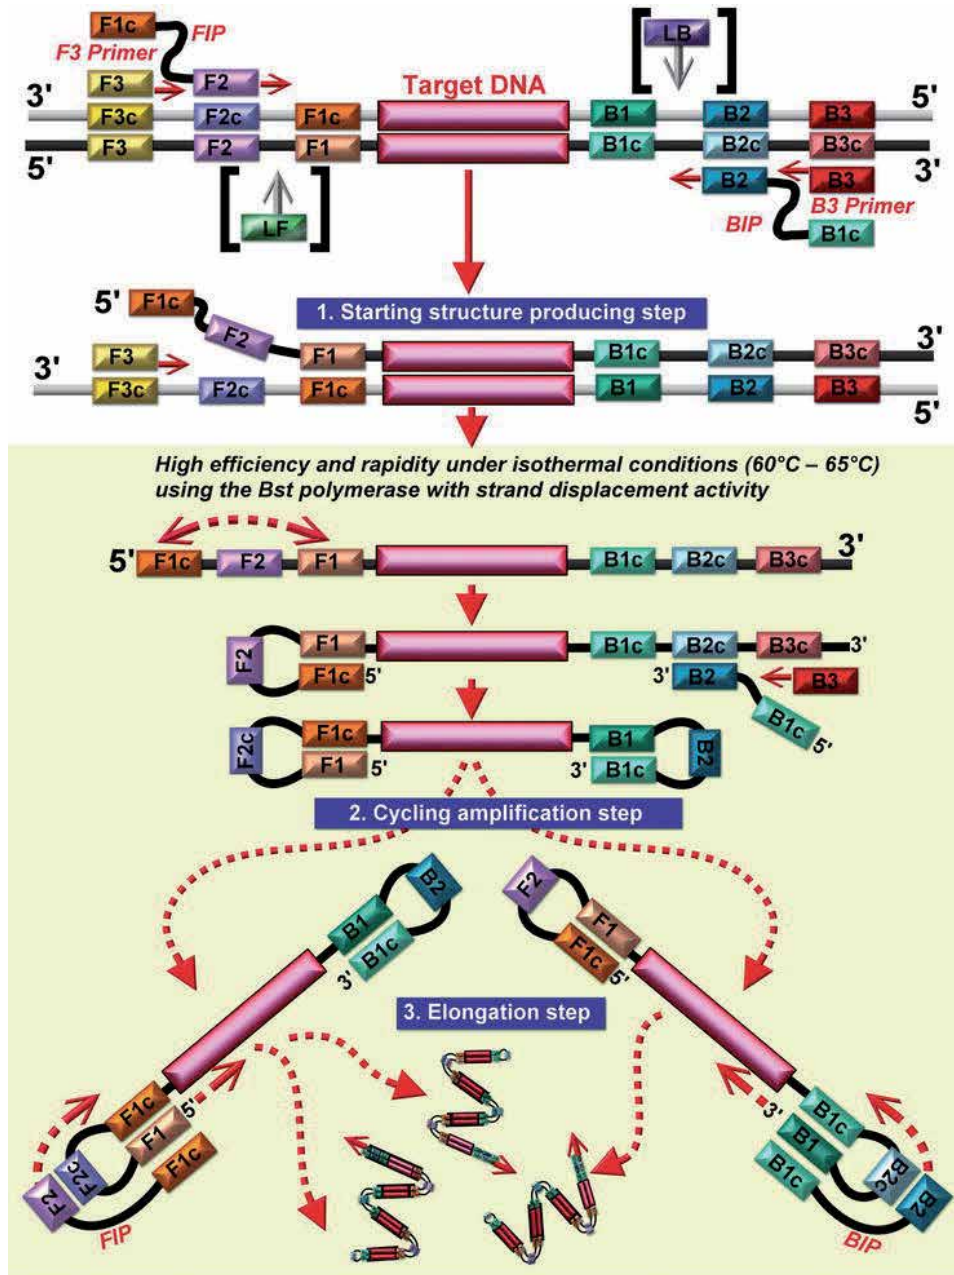 F1c
FIP
F3 Primer
F3
F2
LB
Target DNA
3'
F3c
F2c
F1c
B1
B2
B3
5'
5'
F3
F2
F1
B1c
B2c
B3c
3'
LF
B2
B3
BIP
B3 Primer
B1c
1. Starting structure producing step
5'
F1c
F2
F1
B1c
B2c
B3c
3'
F3
3'
F3c
F2c
F1c
B1
B2
B3
5'
High efficiency and rapidity under isothermal conditions (60°C – 65°C)
using the Bst polymerase with strand displacement activity
5'
F1c
F2
F1
B1c
B2c
B3c
3'
F2
F1
B1c
B2c
B3c
3'
F1c
5'
3'
B2
B3
B1c
5'
F2c
F1c
B1
B2
F1
5'
3'
B1c
2. Cycling amplification step
B2
B1
B1c
3'
F2
F1
F1c
5'
3. Elongation step
F1c
5'
F1
F1c
F2c
F2
FIP
3'
B1c
B1
B1c
B2c
B2
BIP